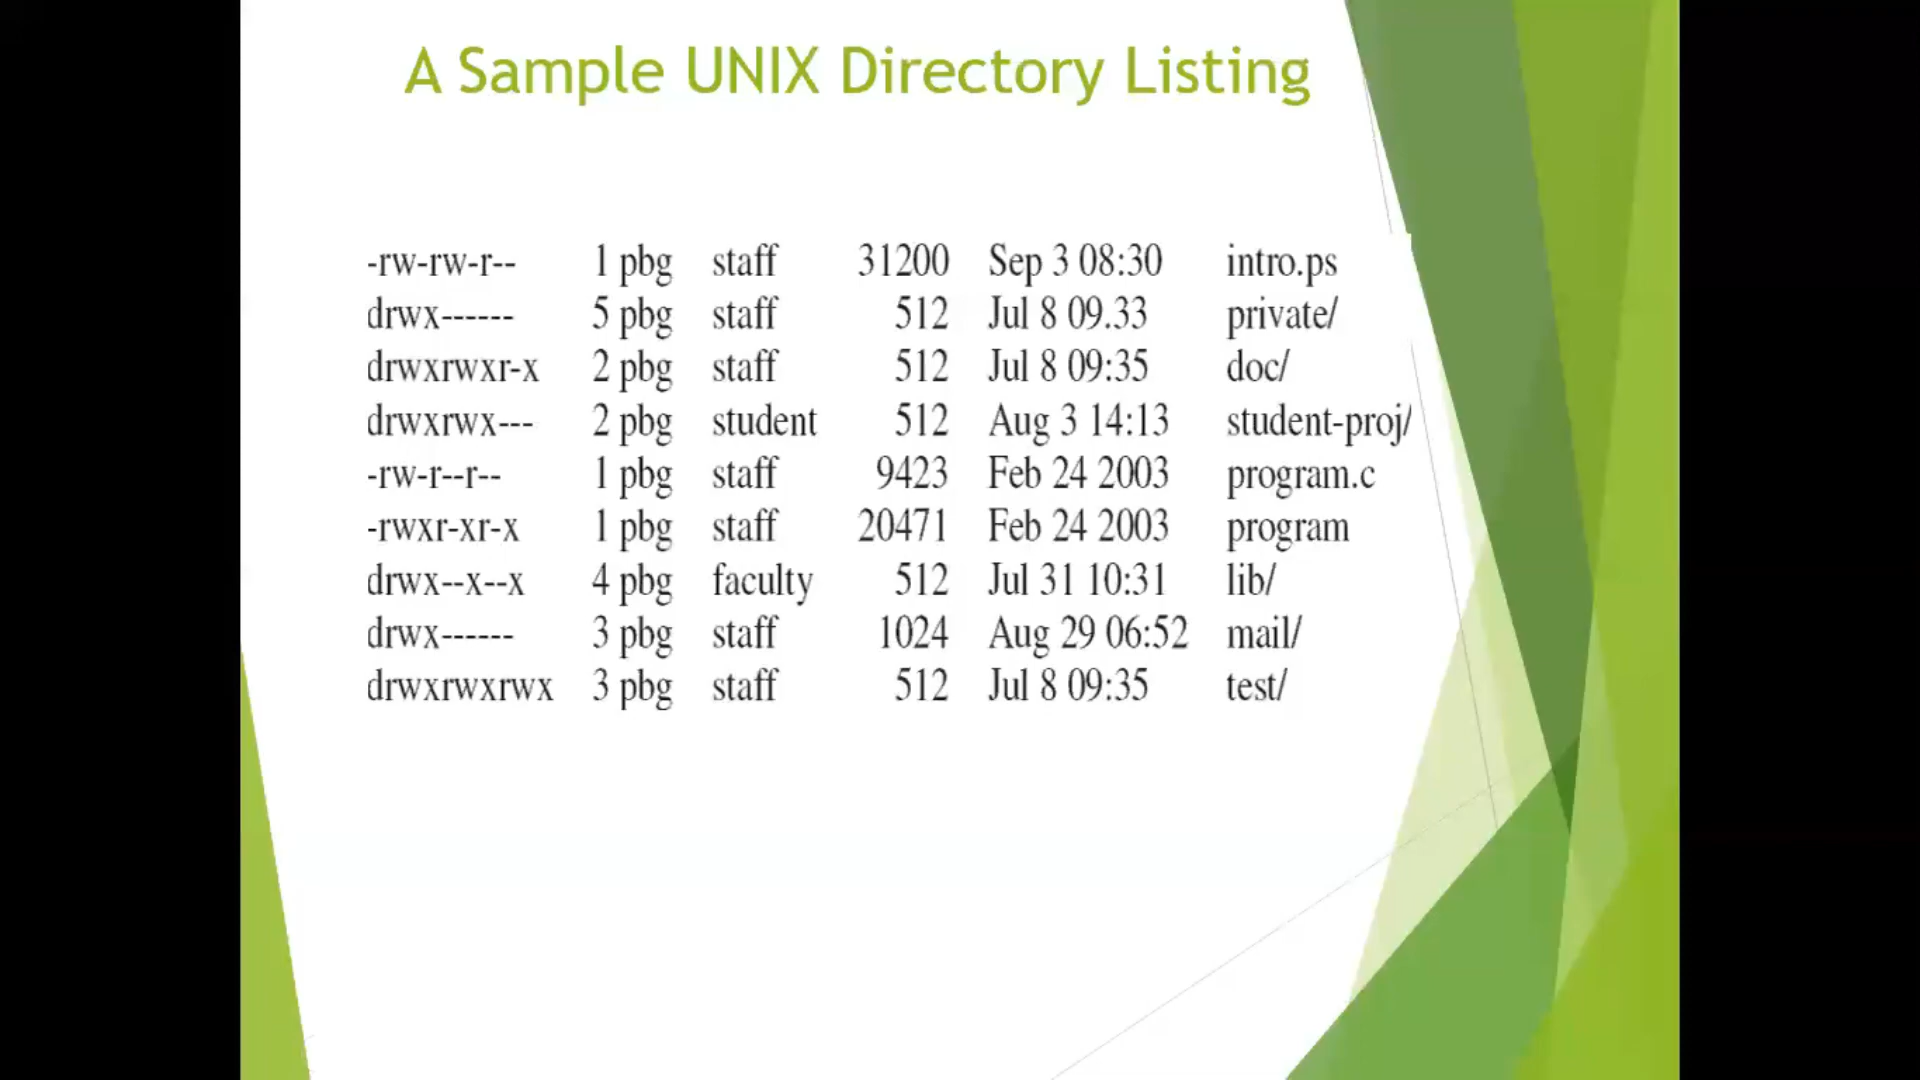 A Sample UNIX Directory Listing
-rw-rw-r-- 1 pbg staff 31200 Sep 3 08:30 intro.ps
drwx------ 5 pbg staff 512 Jul 8 09.33 private/
drwxrwxr-x 2 pbg staff 512 Jul 8 09:35 doc/
drwxrwx--- 2 pbg student 512 Aug 3 14:13 student-proj/
-rw-r--r-- 1 pbg staff 9423 Feb 24 2003 program.c
-rwxr-xr-x 1 pbg staff 20471 Feb 24 2003 program
drwx--x--x 4 pbg faculty 512 Jul 31 10:31 lib/
drwx------ 3 pbg staff 1024 Aug 29 06:52 mail/
drwxrwxrwx 3 pbg staff 512 Jul 8 09:35 test/